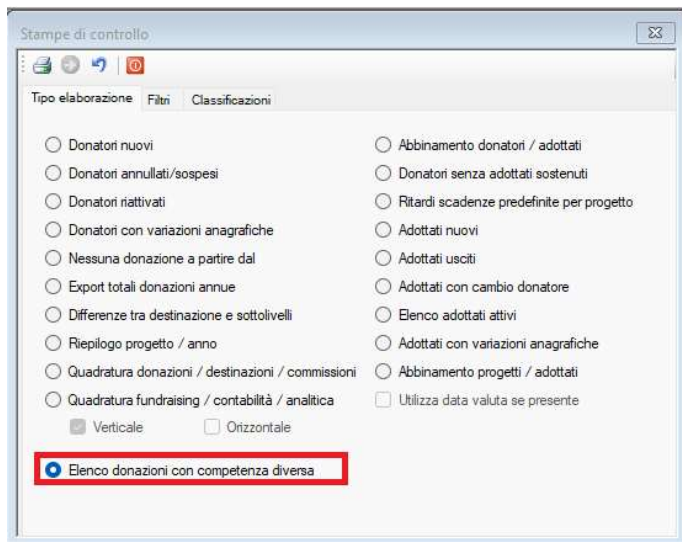 Stampe di controllo
Tipo elaborazione Filtri Classificazioni
Donatori nuovi
Donatori annullati/sospesi
Donatori riattivati
Donatori con variazioni anagrafiche
Nessuna donazione a partire dal
Export totali donazioni annue
Differenze tra destinazione e sottolivelli
Riepilogo progetto / anno
Quadratura donazioni / destinazioni / commissioni
Quadratura fundraising / contabilità / analitica
Verticale Orizzontale
Elenco donazioni con competenza diversa
Abbinamento donatori / adottati
Donatori senza adottati sostenuti
Ritardi scadenze predefinite per progetto
Adottati nuovi
Adottati usciti
Adottati con cambio donatore
Elenco adottati attivi
Adottati con variazioni anagrafiche
Abbinamento progetti / adottati
Utilizza data valuta se presente